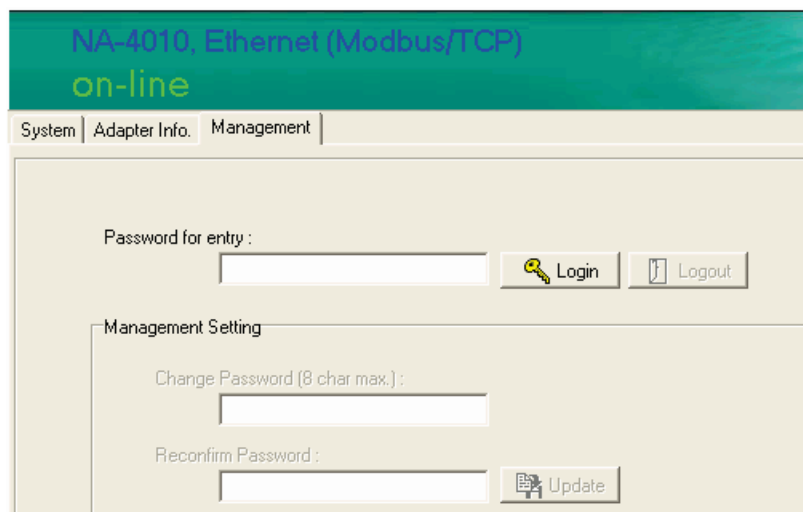 NA-4010, Ethernet (Modbus/TCP)
on-line
System Adapter Info. Management
Password for entry :
Login Logout
Management Setting
Change Password (8 char max.) :
Reconfirm Password :
Update